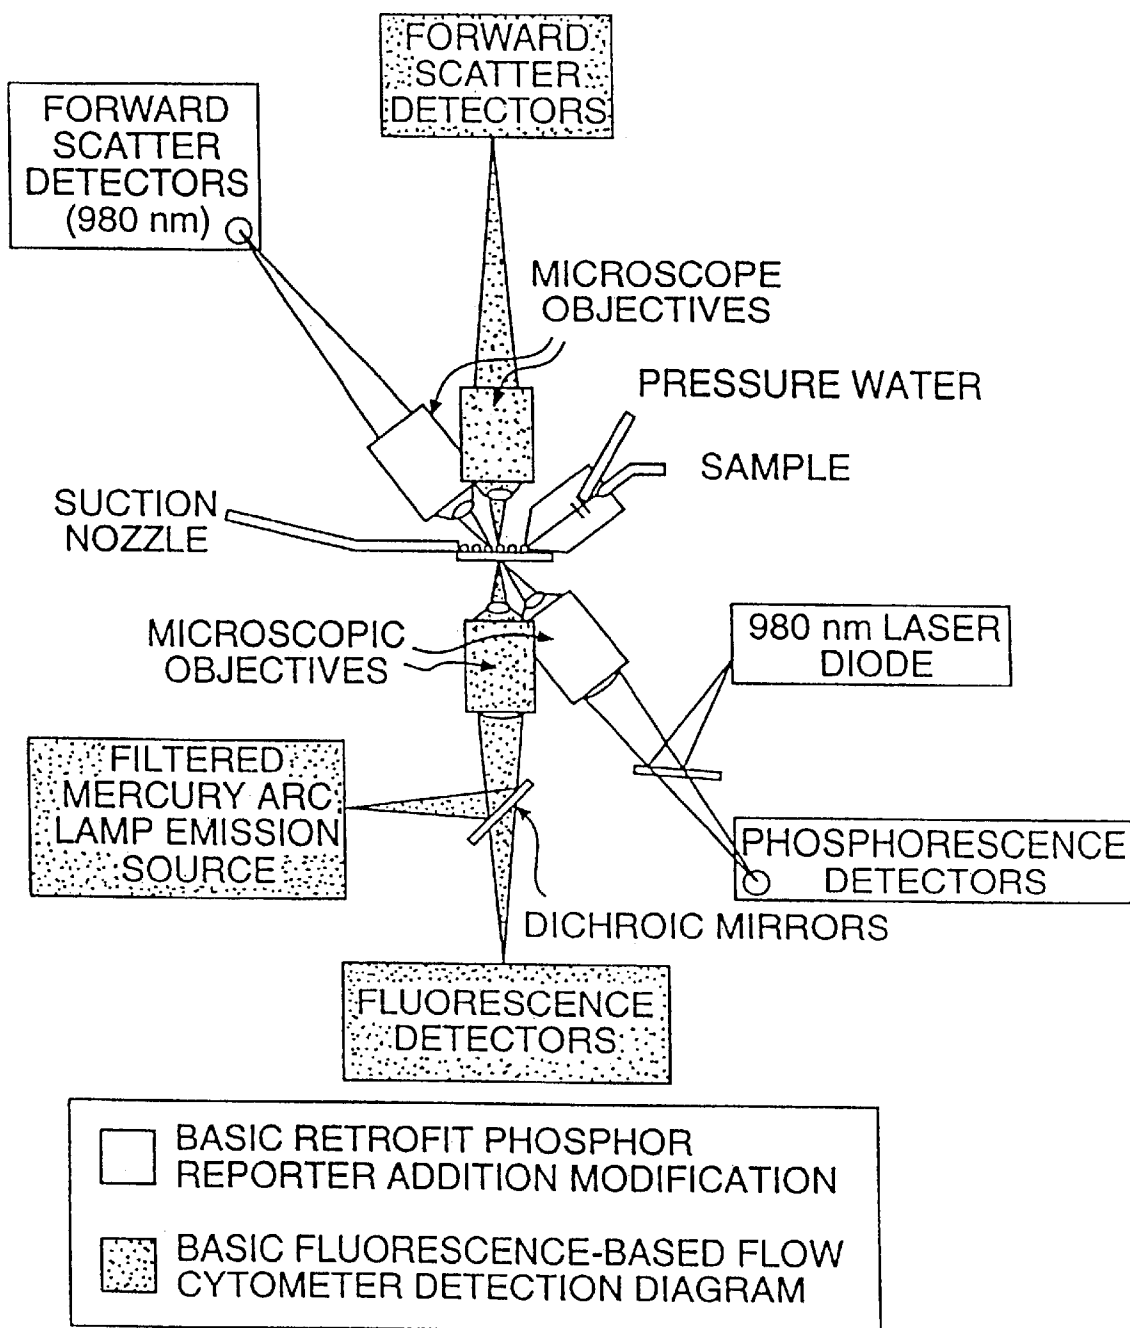 FORWARD
SCATTER
DETECTORS
FORWARD
SCATTER
DETECTORS
(980 nm)
MICROSCOPE
OBJECTIVES
PRESSURE WATER
SAMPLE
SUCTION
NOZZLE
MICROSCOPIC
OBJECTIVES
980 nm LASER
DIODE
FILTERED
MERCURY ARC
LAMP EMISSION
SOURCE
PHOSPHORESCENCE
DETECTORS
DICHROIC MIRRORS
FLUORESCENCE
DETECTORS
BASIC RETROFIT PHOSPHOR
REPORTER ADDITION MODIFICATION
BASIC FLUORESCENCE-BASED FLOW
CYTOMETER DETECTION DIAGRAM